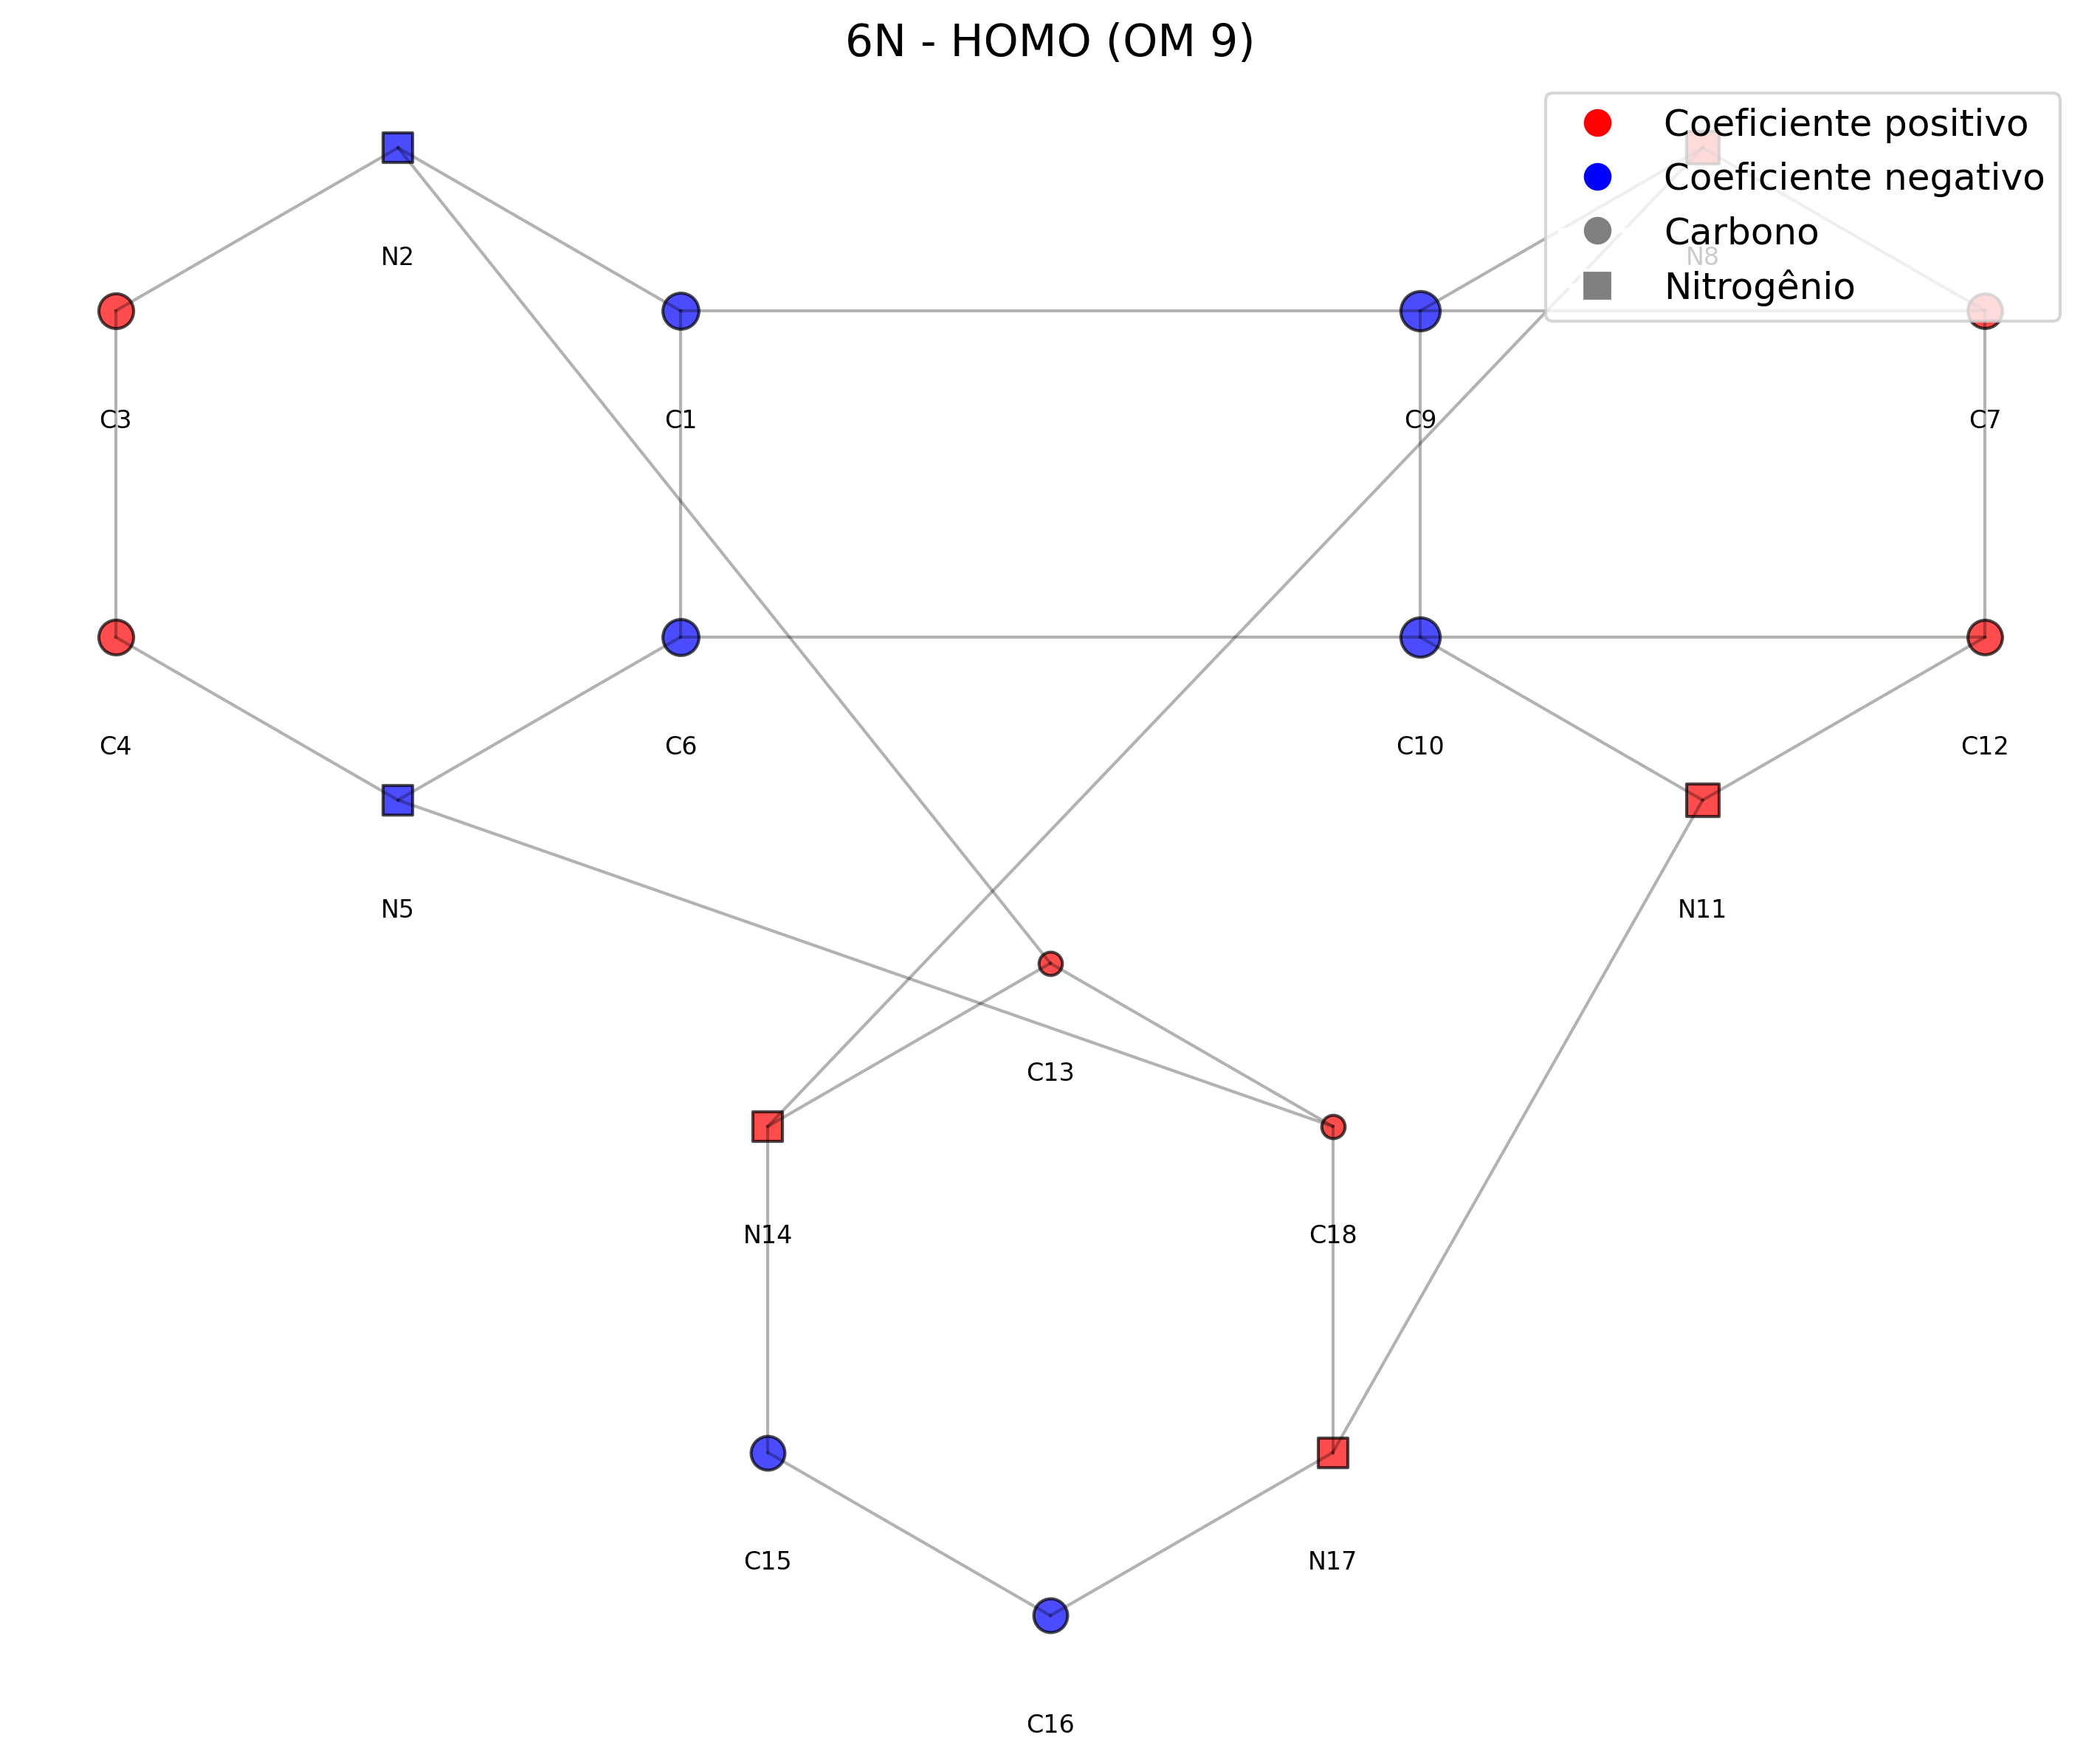 6N - HOMO (OM 9)
Coeficiente positivo
Coeficiente negativo
Carbono
Nitrogênio
N2
N8
C3
C1
C9
C7
C4
C6
C10
C12
N5
N11
C13
N14
C18
C15
N17
C16